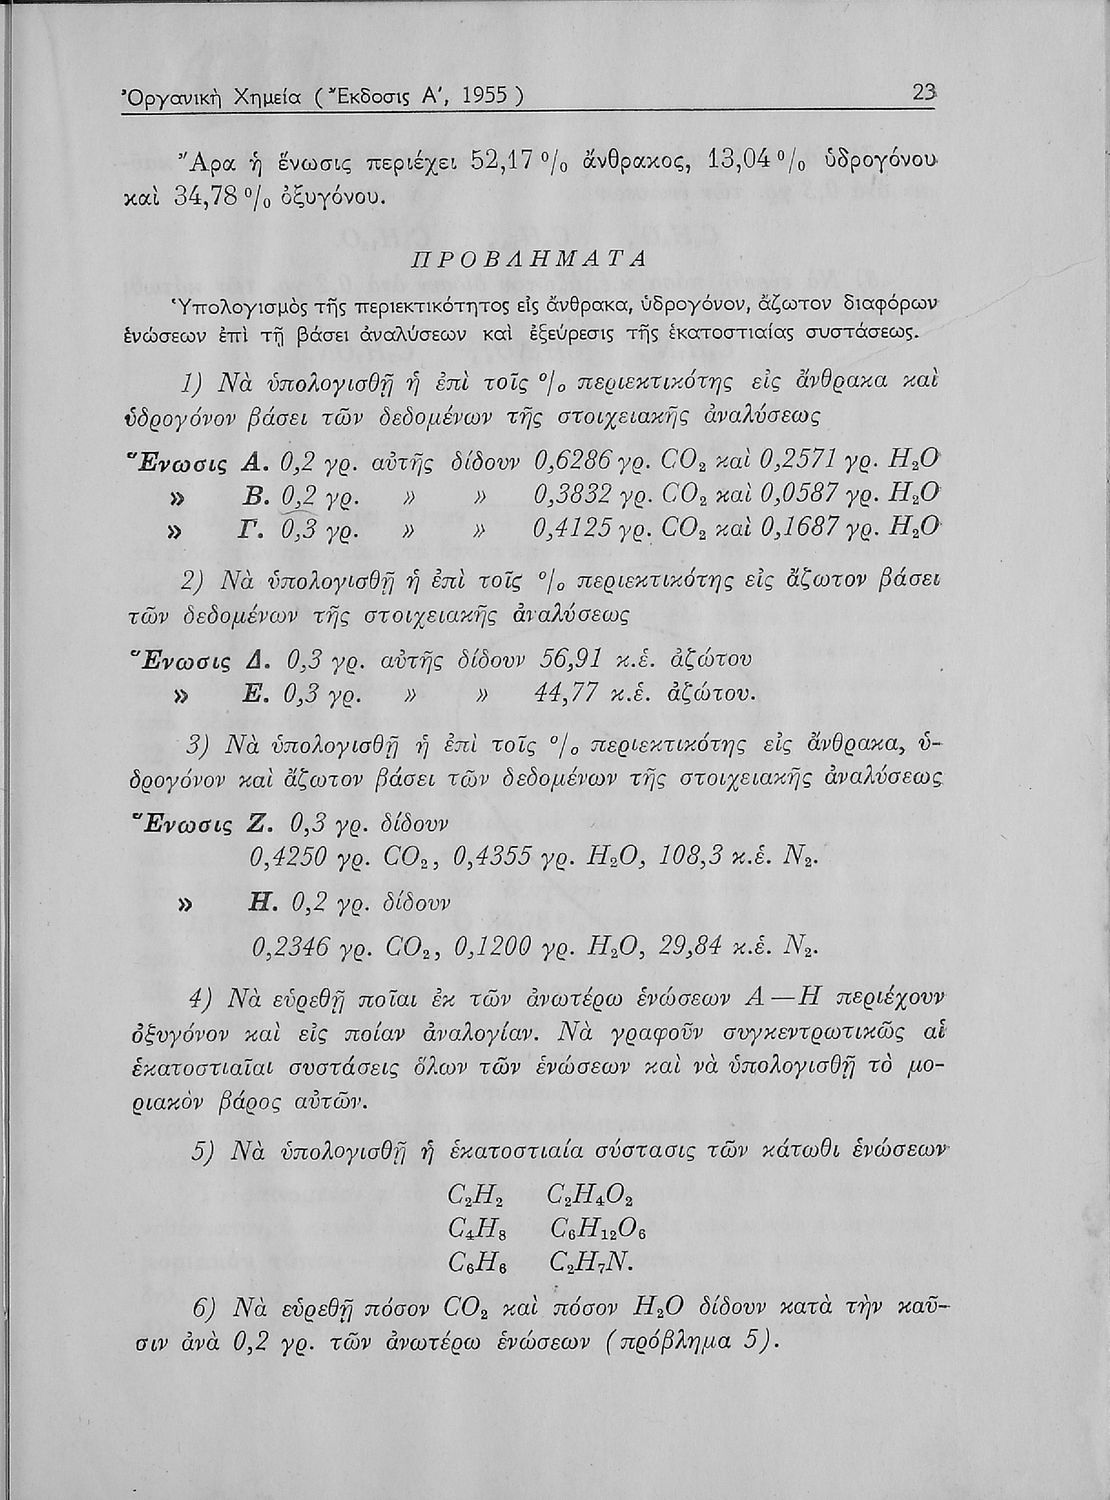 Ὀργανικὴ Χημεία ( Ἔκδοσις Α΄, 1955 ) 23
Ἄρα ἡ ἕνωσις περιέχει 52,17 % ἄνθρακος, 13,04 % ὑδρογόνου
καὶ 34,78 % ὀξυγόνου.
ΠΡΟΒΛΗΜΑΤΑ
Ὑπολογισμὸς τῆς περιεκτικότητος εἰς ἄνθρακα, ὑδρογόνον, ἄζωτον διαφόρων
ἑνώσεων ἐπὶ τῇ βάσει ἀναλύσεων καὶ ἐξεύρεσις τῆς ἑκατοστιαίας συστάσεως.
1) Νὰ ὑπολογισθῇ ἡ ἐπὶ τοῖς % περιεκτικότης εἰς ἄνθρακα καὶ
ὑδρογόνον βάσει τῶν δεδομένων τῆς στοιχειακῆς ἀναλύσεως
Ἕνωσις Α. 0,2 γρ. αὐτῆς δίδουν 0,6286 γρ. CO₂ καὶ 0,2571 γρ. H₂O
» Β. 0,2 γρ. » » 0,3832 γρ. CO₂ καὶ 0,0587 γρ. H₂O
» Γ. 0,3 γρ. » » 0,4125 γρ. CO₂ καὶ 0,1687 γρ. H₂O
2) Νὰ ὑπολογισθῇ ἡ ἐπὶ τοῖς % περιεκτικότης εἰς ἄζωτον βάσει
τῶν δεδομένων τῆς στοιχειακῆς ἀναλύσεως
Ἕνωσις Δ. 0,3 γρ. αὐτῆς δίδουν 56,91 κ.ἑ. ἀζώτου
» Ε. 0,3 γρ. » » 44,77 κ.ἑ. ἀζώτου.
3) Νὰ ὑπολογισθῇ ἡ ἐπὶ τοῖς % περιεκτικότης εἰς ἄνθρακα, ὑ-
δρογόνον καὶ ἄζωτον βάσει τῶν δεδομένων τῆς στοιχειακῆς ἀναλύσεως
Ἕνωσις Ζ. 0,3 γρ. δίδουν
0,4250 γρ. CO₂, 0,4355 γρ. H₂O, 108,3 κ.ἑ. N₂.
» Η. 0,2 γρ. δίδουν
0,2346 γρ. CO₂, 0,1200 γρ. H₂O, 29,84 κ.ἑ. N₂.
4) Νὰ εὑρεθῇ ποῖαι ἐκ τῶν ἀνωτέρω ἑνώσεων Α — Η περιέχουν
ὀξυγόνον καὶ εἰς ποίαν ἀναλογίαν. Νὰ γραφοῦν συγκεντρωτικῶς αἱ
ἑκατοστιαῖαι συστάσεις ὅλων τῶν ἑνώσεων καὶ νὰ ὑπολογισθῇ τὸ μο-
ριακὸν βάρος αὐτῶν.
5) Νὰ ὑπολογισθῇ ἡ ἑκατοστιαία σύστασις τῶν κάτωθι ἑνώσεων
C₂H₂ C₂H₄O₂
C₄H₈ C₆H₁₂O₆
C₆H₆ C₂H₇N.
6) Νὰ εὑρεθῇ πόσον CO₂ καὶ πόσον H₂O δίδουν κατὰ τὴν καῦ-
σιν ἀνὰ 0,2 γρ. τῶν ἀνωτέρω ἑνώσεων ( πρόβλημα 5 ).